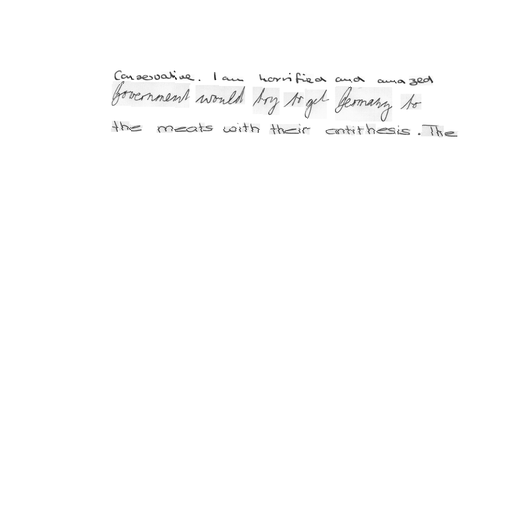 Conservative. I am horrified and amazed
Government would try to get Germany to
the meats with their antithesis. The